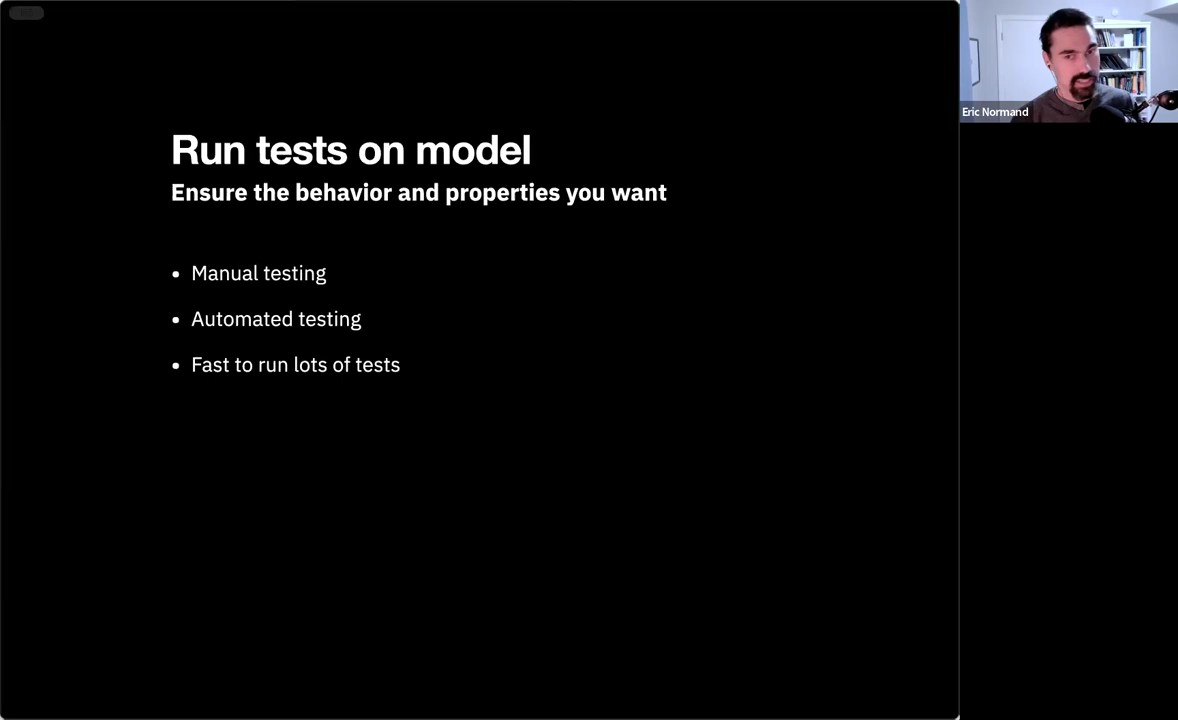 Run tests on model
Ensure the behavior and properties you want
• Manual testing
• Automated testing
• Fast to run lots of tests
Eric Normand